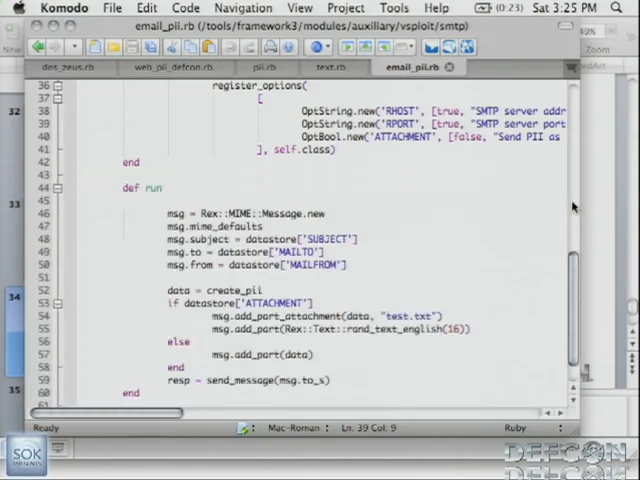 Komodo File Edit View Project Tools Help (0:23) Sat 3:25 PM
email_pii.rb (/tools/framework3/modules/auxiliary/vsploit/smtp)
New
49%
Zoom
dns_zeus.rb web_pii_defcon.rb pii.rb text.rb email_pii.rb
ordArt
32
33
34
35
36 register_options(
37 [
38 OptString.new('RHOST', [true, "SMTP server addr
39 OptString.new('RPORT', [true, "SMTP server port
40 OptBool.new('ATTACHMENT', [false, "Send PII as
41 ], self.class)
42 end
43
44 def run
45
46 msg = Rex::MIME::Message.new
47 msg.mime_defaults
48 msg.subject = datastore['SUBJECT']
49 msg.to = datastore['MAILTO']
50 msg.from = datastore['MAILFROM']
51
52 data = create_pii
53 if datastore['ATTACHMENT']
54 msg.add_part_attachment(data, "test.txt")
55 msg.add_part(Rex::Text::rand_text_english(16))
56 else
57 msg.add_part(data)
58 end
59 resp = send_message(msg.to_s)
60 end
Ready Mac-Roman Ln: 39 Col: 9 Ruby
SOK
DEFCON